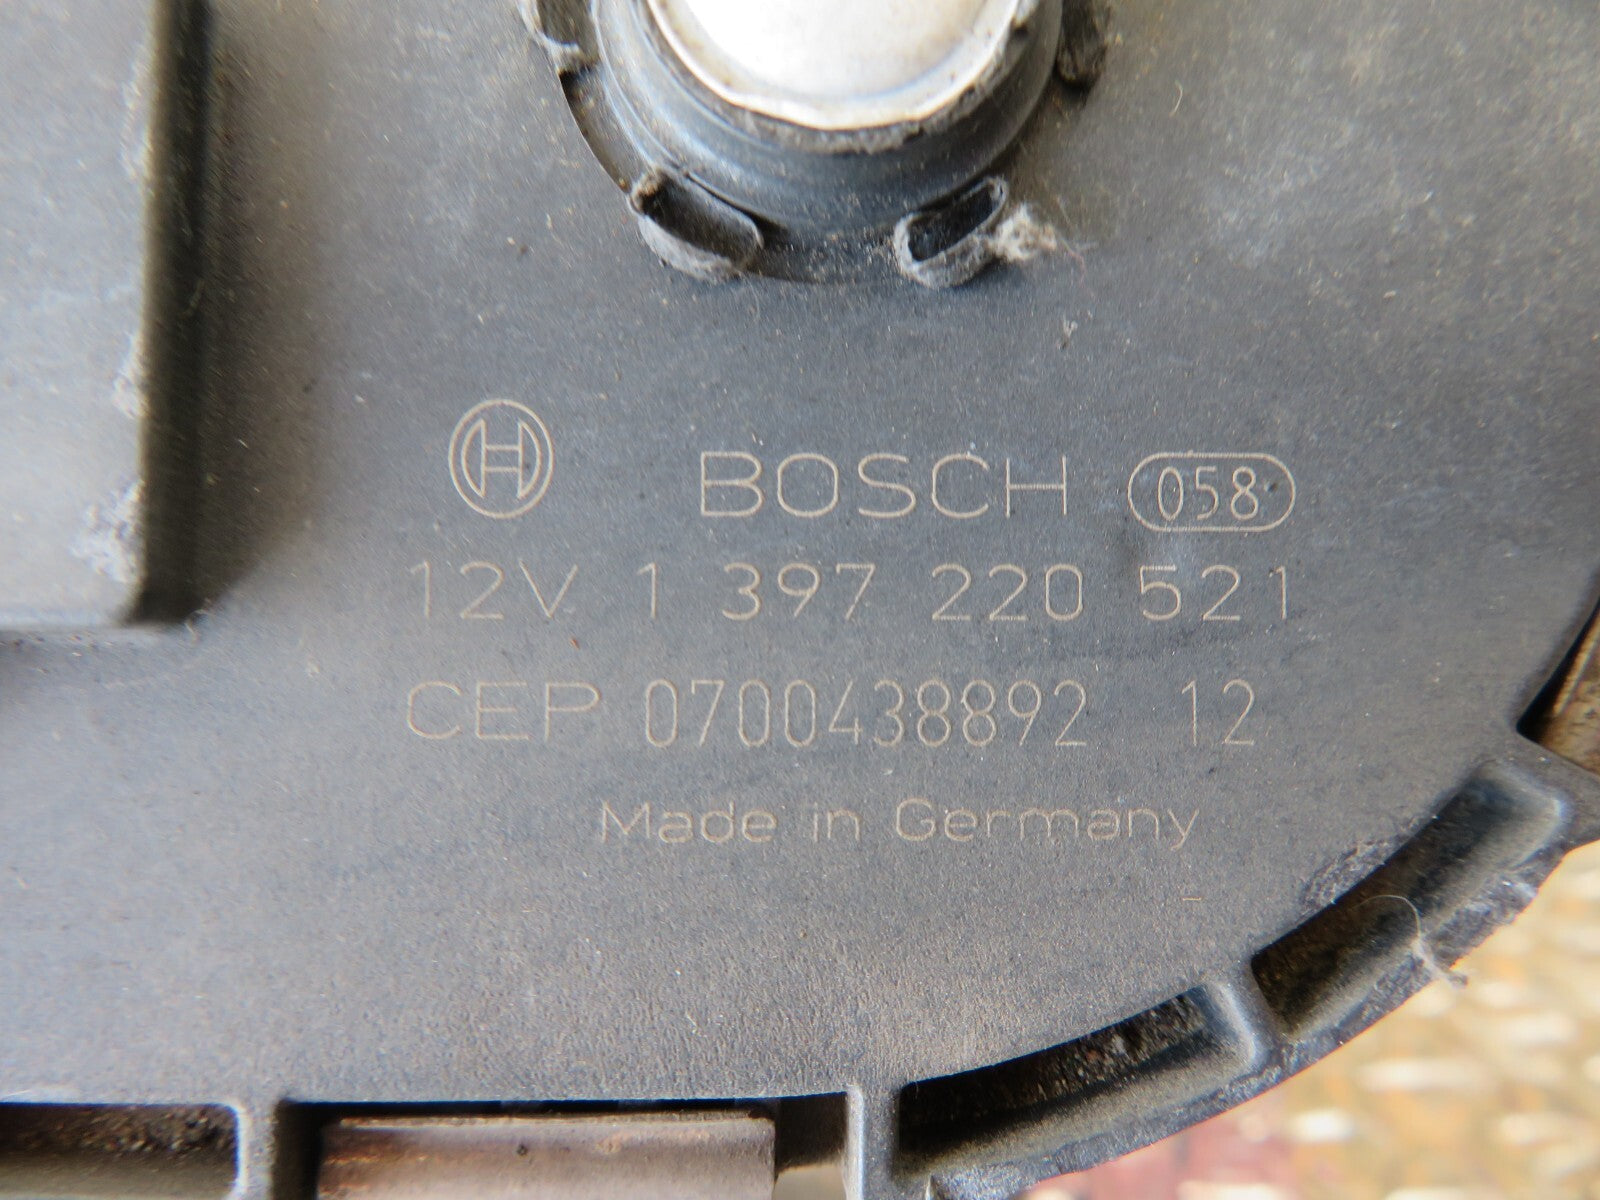 BOSCH 058
12V 1 397 220 521
CEP 0700438892 12
Made in Germany